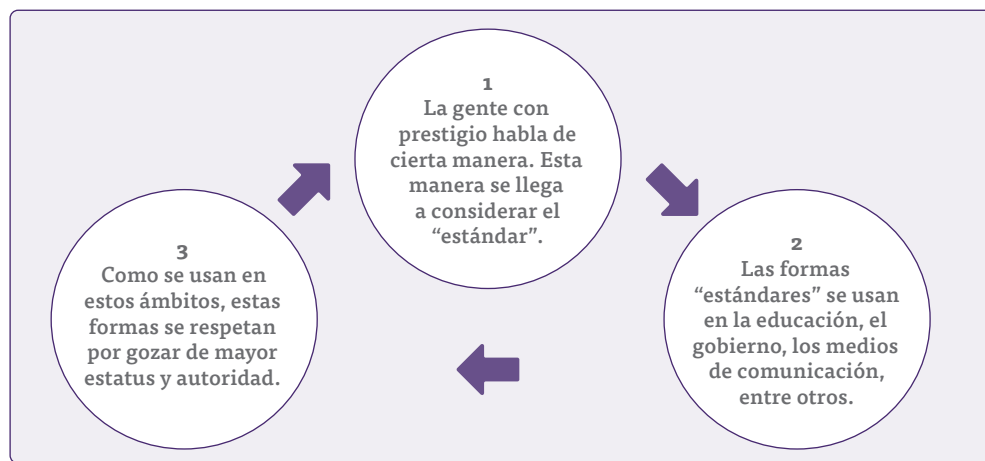 1
La gente con
prestigio habla de
cierta manera. Esta
manera se llega
a considerar el
“estándar”.
2
Las formas
“estándares” se usan
en la educación, el
gobierno, los medios
de comunicación,
entre otros.
3
Como se usan en
estos ámbitos, estas
formas se respetan
por gozar de mayor
estatus y autoridad.